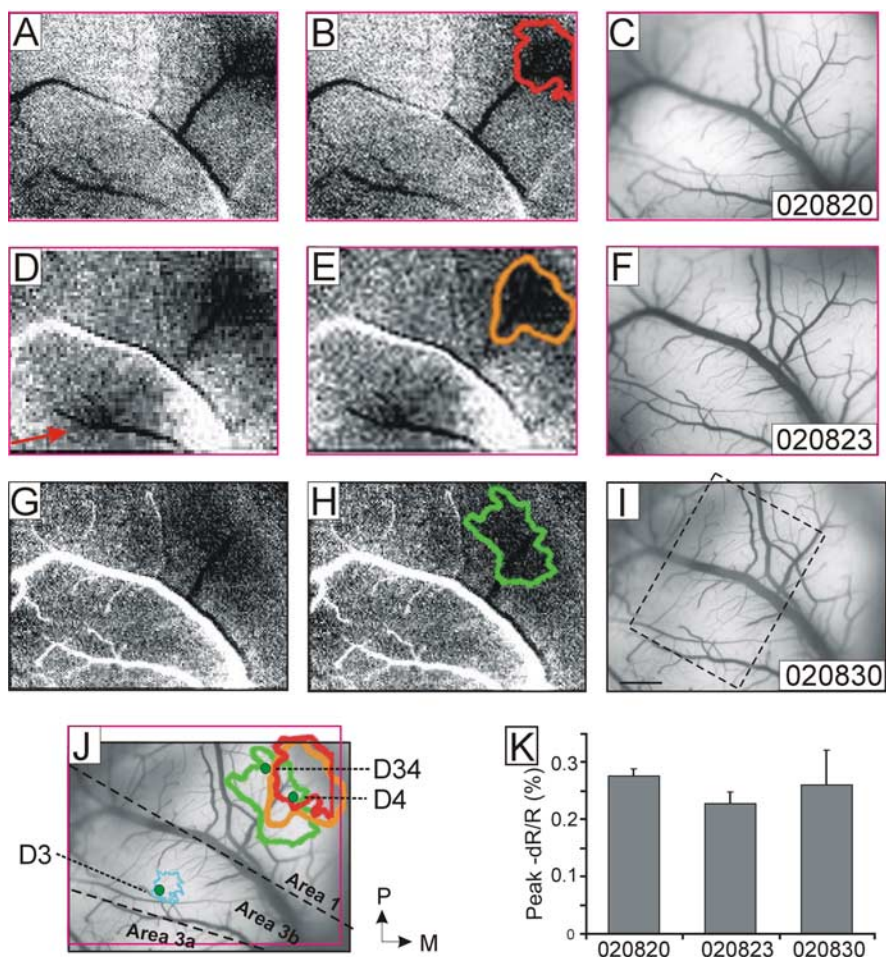 A
B
C
020820
D
E
F
020823
G
H
I
020830
J
D34
D4
D3
Area 1
Area 3b
Area 3a
P
M
K
Peak -dR/R (%)
0.3
0.2
0.1
0
020820 020823 020830